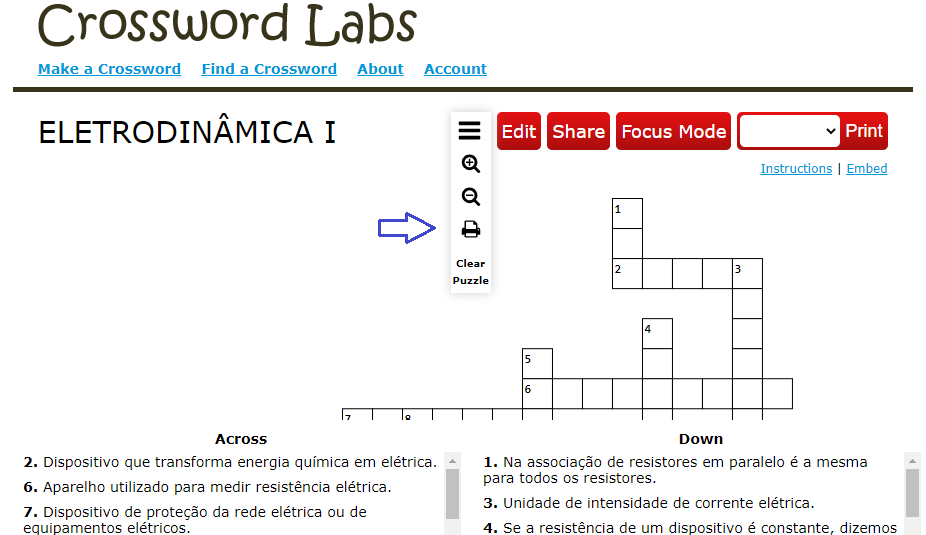 Crossword Labs
Make a Crossword Find a Crossword About Account
ELETRODINÂMICA I
Edit Share Focus Mode Print
Instructions | Embed
Clear
Puzzle
1
2 3
4
5
6
7 8
Across
2. Dispositivo que transforma energia química em elétrica.
6. Aparelho utilizado para medir resistência elétrica.
7. Dispositivo de proteção da rede elétrica ou de
equipamentos elétricos.
Down
1. Na associação de resistores em paralelo é a mesma
para todos os resistores.
3. Unidade de intensidade de corrente elétrica.
4. Se a resistência de um dispositivo é constante, dizemos